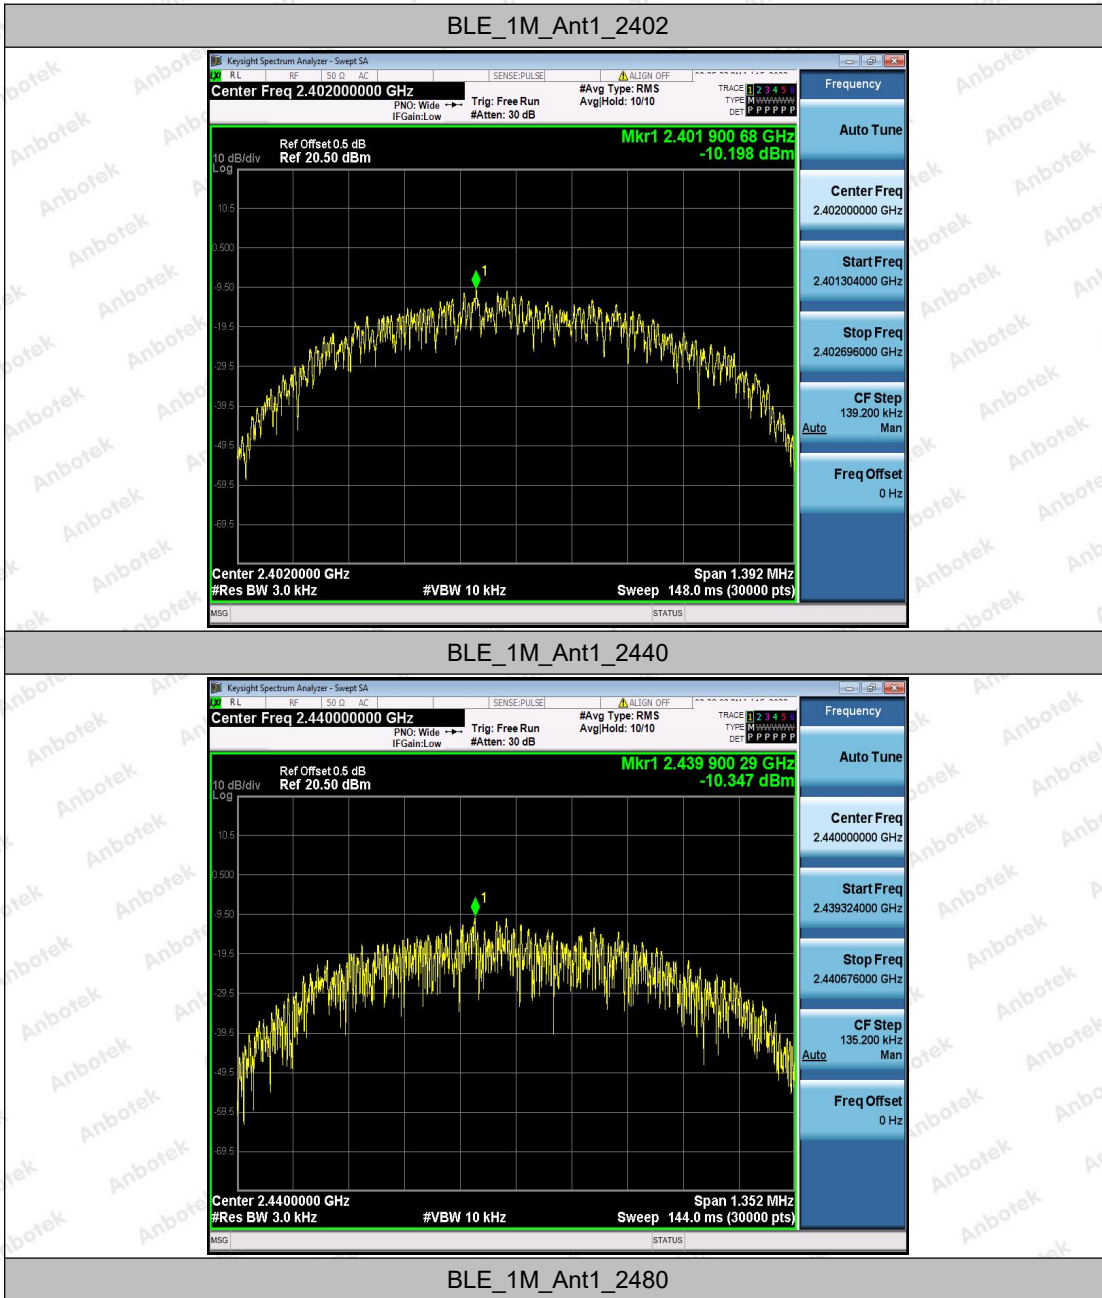 BLE_1M_Ant1_2402
Keysight Spectrum Analyzer - Swept SA
RL RF 50 Ω AC SENSE:PULSE ALIGN OFF
Center Freq 2.402000000 GHz
#Avg Type: RMS
TRACE 1 2 3 4 5 6
PNO: Wide Trig: Free Run
Avg|Hold: 10/10
TYPE M WWWWW
IFGain:Low #Atten: 30 dB
DET P P P P P P
Mkr1 2.401 900 68 GHz
-10.198 dBm
Ref Offset 0.5 dB
10 dB/div Ref 20.50 dBm
Log
10.5
0.500
-9.50
-19.5
-29.5
-39.5
-49.5
-59.5
-69.5
Center 2.4020000 GHz
Span 1.392 MHz
#Res BW 3.0 kHz
#VBW 10 kHz
Sweep 148.0 ms (30000 pts)
MSG
STATUS
Frequency
Auto Tune
Center Freq
2.402000000 GHz
Start Freq
2.401304000 GHz
Stop Freq
2.402696000 GHz
CF Step
139.200 kHz
Auto Man
Freq Offset
0 Hz
BLE_1M_Ant1_2440
Keysight Spectrum Analyzer - Swept SA
RL RF 50 Ω AC SENSE:PULSE ALIGN OFF
Center Freq 2.440000000 GHz
#Avg Type: RMS
TRACE 1 2 3 4 5 6
PNO: Wide Trig: Free Run
Avg|Hold: 10/10
TYPE M WWWWW
IFGain:Low #Atten: 30 dB
DET P P P P P P
Mkr1 2.439 900 29 GHz
-10.347 dBm
Ref Offset 0.5 dB
10 dB/div Ref 20.50 dBm
Log
10.5
0.500
-9.50
-19.5
-29.5
-39.5
-49.5
-59.5
-69.5
Center 2.4400000 GHz
Span 1.352 MHz
#Res BW 3.0 kHz
#VBW 10 kHz
Sweep 144.0 ms (30000 pts)
MSG
STATUS
Frequency
Auto Tune
Center Freq
2.440000000 GHz
Start Freq
2.439324000 GHz
Stop Freq
2.440676000 GHz
CF Step
135.200 kHz
Auto Man
Freq Offset
0 Hz
BLE_1M_Ant1_2480